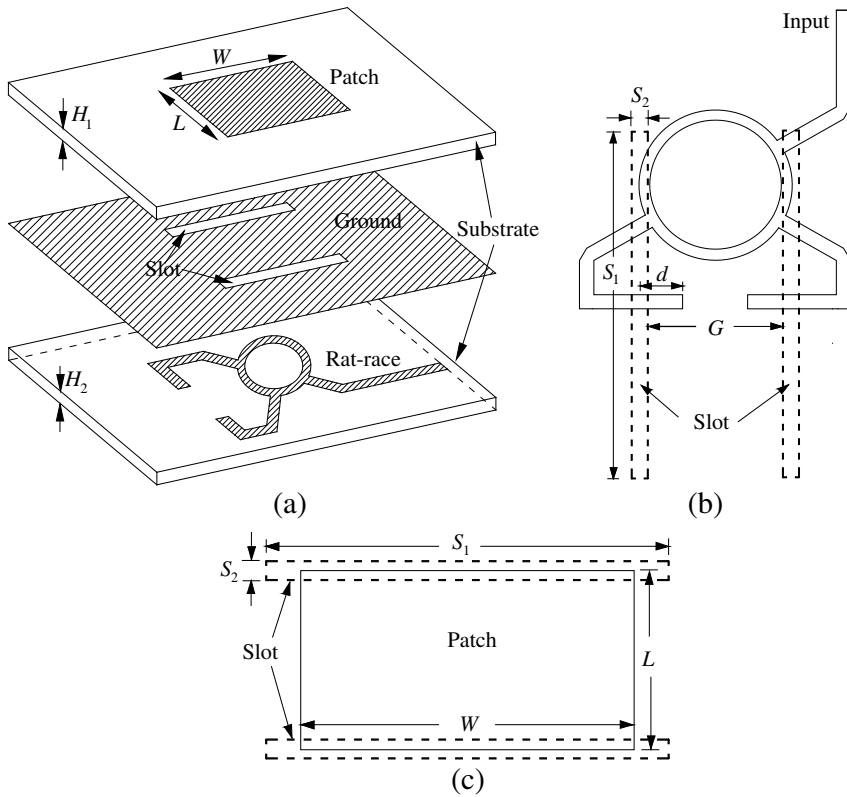 W
Patch
H1
L
Ground
Substrate
Slot
Rat-race
H2
(a)
Input
S2
S1
d
G
Slot
(b)
S1
S2
Slot
Patch
L
W
(c)